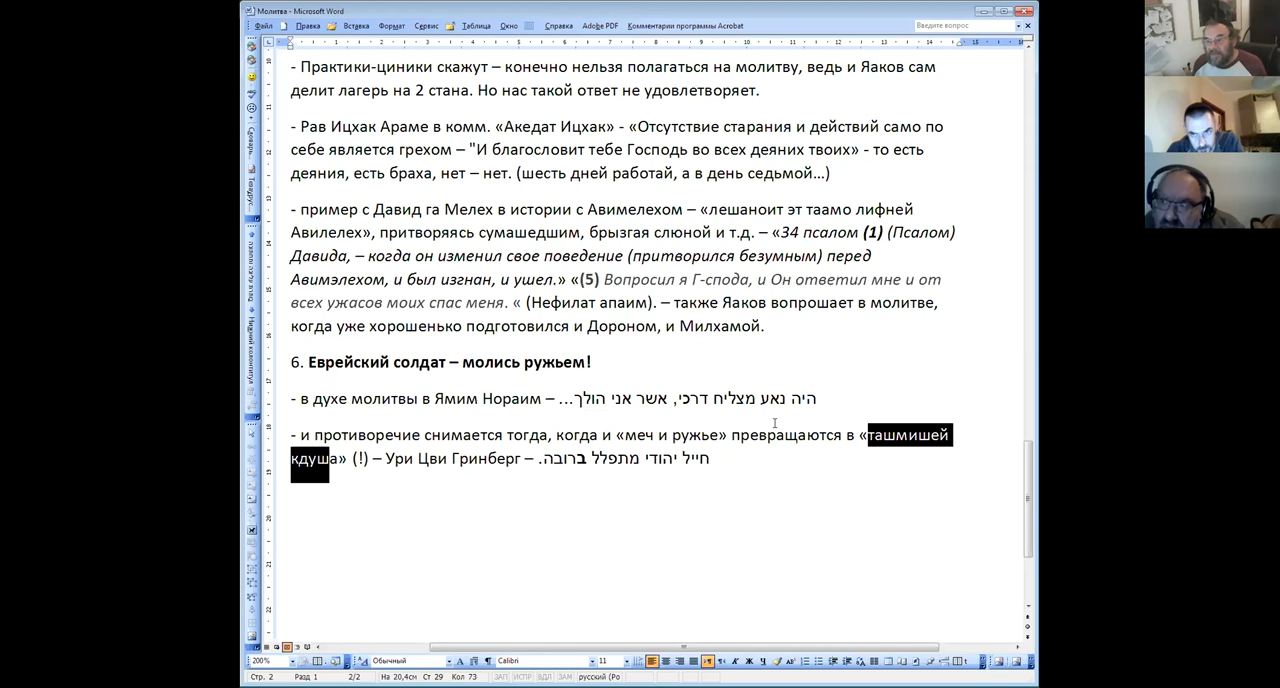 Молитва - Microsoft Word
Файл Правка Вставка Формат Сервис Таблица Окно Справка Adobe PDF Комментарии программы Acrobat
Введите вопрос
- Практики-циники скажут – конечно нельзя полагаться на молитву, ведь и Яаков сам
делит лагерь на 2 стана. Но нас такой ответ не удовлетворяет.
- Рав Ицхак Араме в комм. «Акедат Ицхак» - «Отсутствие старания и действий само по
себе является грехом – "И благословит тебе Господь во всех деяних твоих» - то есть
деяния, есть браха, нет – нет. (шесть дней работай, а в день седьмой…)
- пример с Давид га Мелех в истории с Авимелехом – «лешаноит эт таамо лифней
Авилелех», притворяясь сумашедшим, брызгая слюной и т.д. – «34 псалом (1) (Псалом)
Давида, – когда он изменил свое поведение (притворился безумным) перед
Авимэлехом, и был изгнан, и ушел.» «(5) Вопросил я Г-спода, и Он ответил мне и от
всех ужасов моих спас меня. « (Нефилат апаим). – также Яаков вопрошает в молитве,
когда уже хорошенько подготовился и Дороном, и Милхамой.
6. Еврейский солдат – молись ружьем!
- в духе молитвы в Ямим Нораим – היה נאע מצליח דרכי, אשר אני הולך...
- и противоречие снимается тогда, когда и «меч и ружье» превращаются в «ташмишей
кдуша» (!) – Ури Цви Гринберг – חייל יהודי מתפלל ברובה.
200% Обычный Calibri 11
Стр. 2 Разд 1 2/2 На 20,4см Ст 29 Кол 73 ЗАП ИСПР ВДЛ ЗАМ русский (Ро